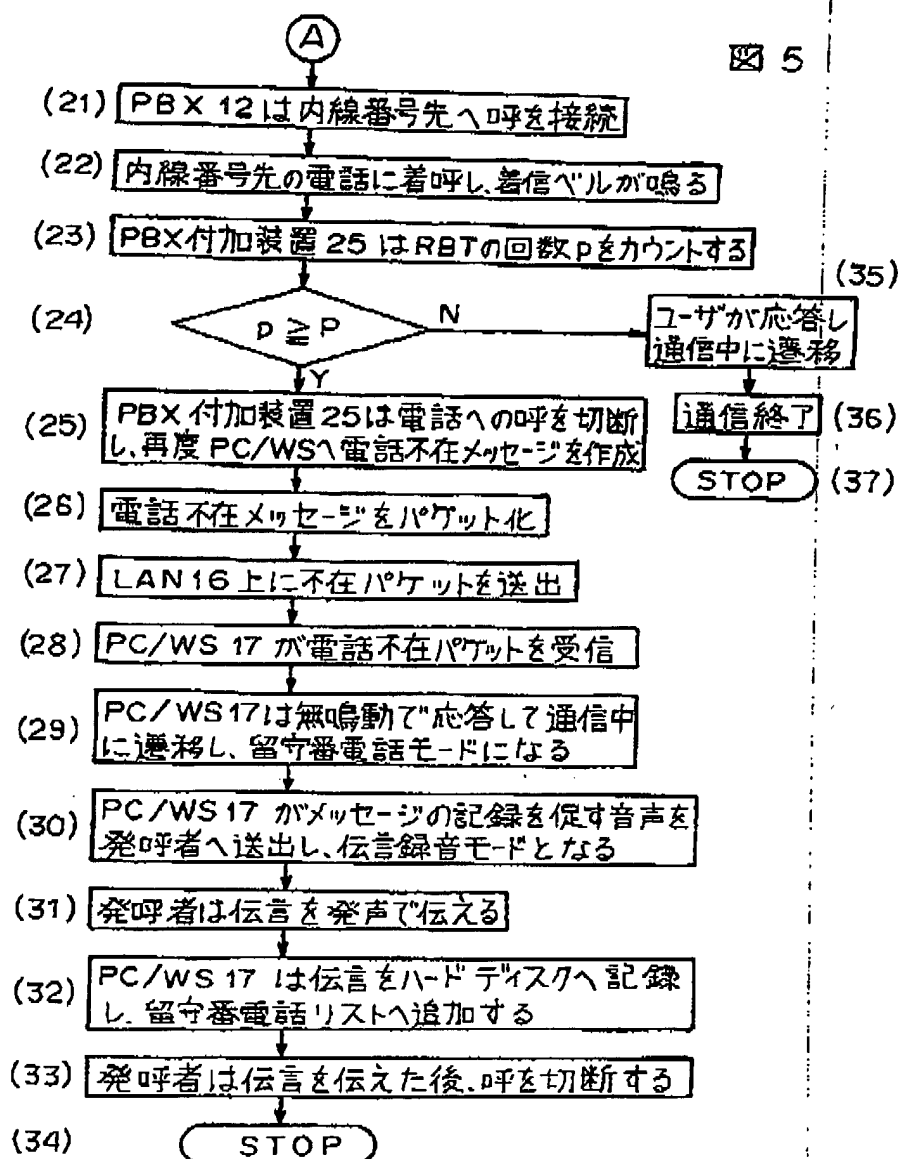 A
図 5
(21) PBX 12は内線番号先へ呼を接続
(22) 内線番号先の電話に着呼し、着信ベルが鳴る
(23) PBX付加装置 25 はRBTの回数pをカウントする
(35)
(24) p ≧ P N
ユーザが応答し
通信中に遷移
Y
(25) PBX 付加装置 25は電話への呼を切断
し、再度 PC/WSへ電話不在メッセージを作成
通信終了 (36)
STOP (37)
(26) 電話不在メッセージをパケット化
(27) LAN16 上に不在パケットを送出
(28) PC/WS 17 が電話不在パケットを受信
(29) PC/WS17は無鳴動で応答して通信中
に遷移し、留守番電話モードになる
(30) PC/WS 17 がメッセージの記録を促す音声を
発呼者へ送出し、伝言録音モードとなる
(31) 発呼者は伝言を発声で伝える
(32) PC/WS 17 は伝言をハードディスクへ記録
し、留守番電話リストへ追加する
(33) 発呼者は伝言を伝えた後、呼を切断する
(34) STOP